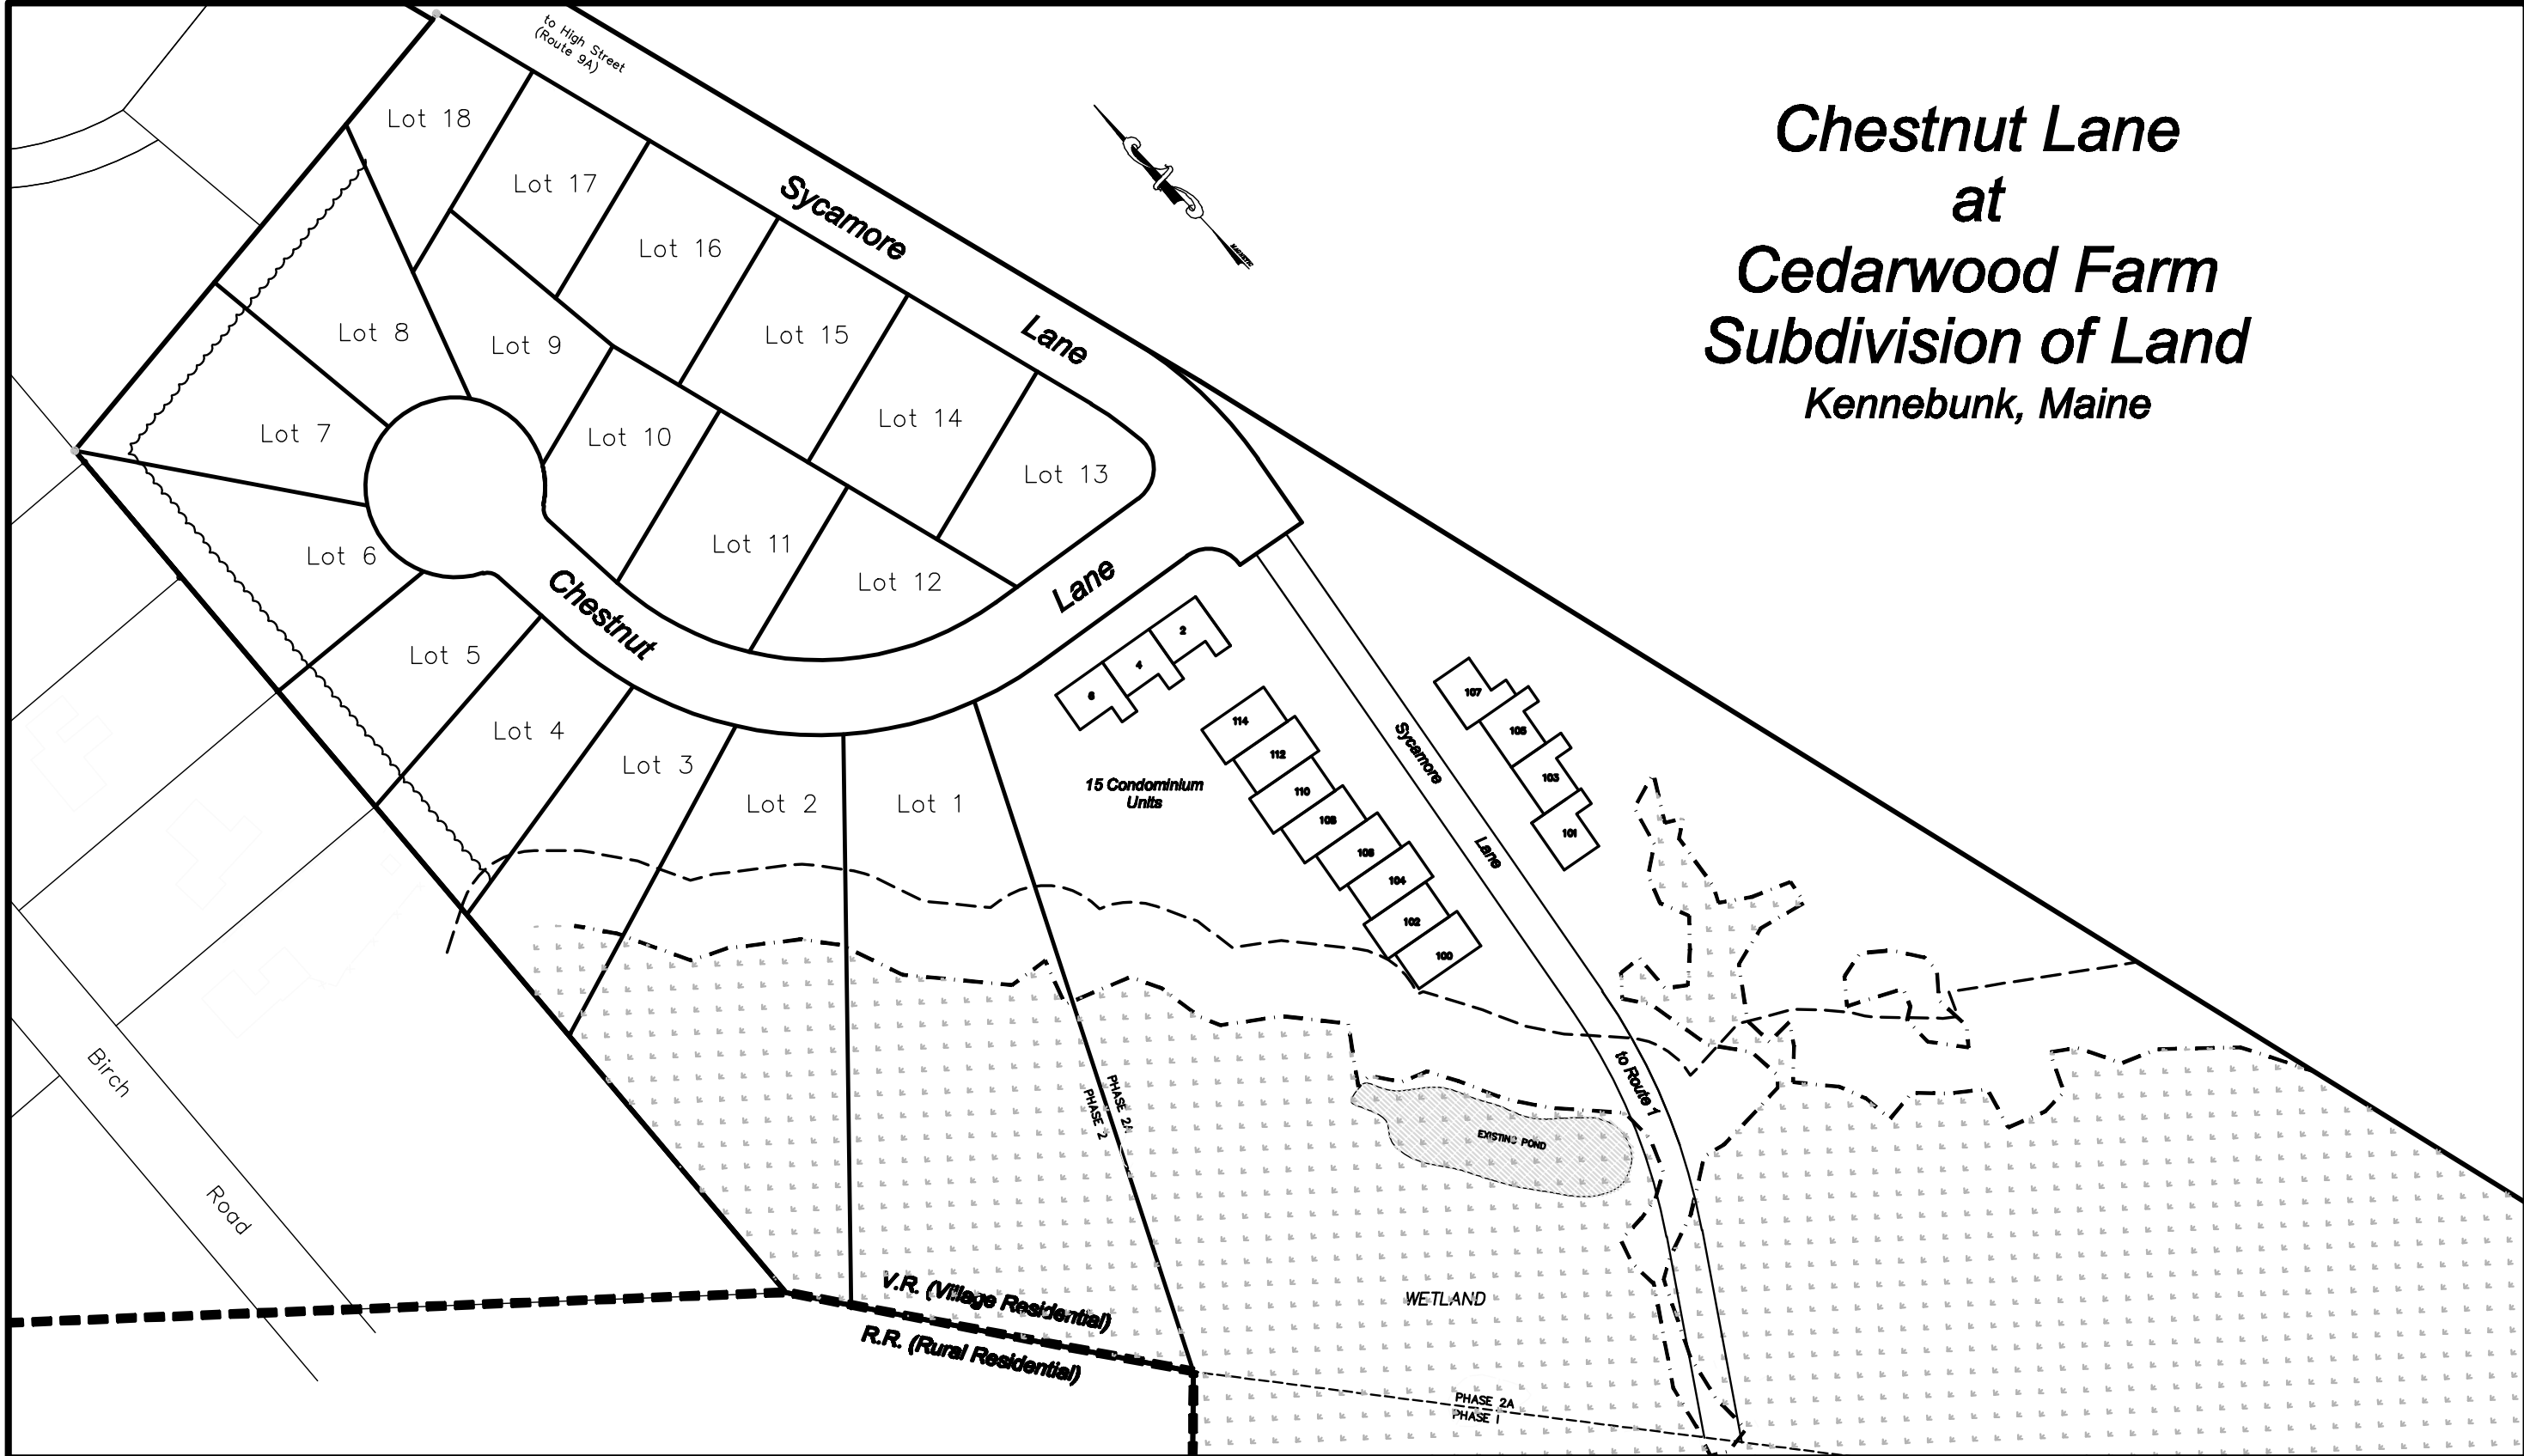 Chestnut Lane
at
Cedarwood Farm
Subdivision of Land
Kennebunk, Maine
to High Street
(Route 9A)
Lot 18
Lot 17
Lot 16
Lot 15
Lot 14
Lot 13
Sycamore
Lane
Lot 8
Lot 9
Lot 7
Lot 10
Lot 6
Lot 11
Lot 12
Chestnut
Lane
Lot 5
Lot 4
Lot 3
Lot 2
Lot 1
2
4
6
15 Condominium
Units
114
112
110
108
106
104
102
100
107
105
103
101
Sycamore
Lane
to Route 1
Birch
Road
PHASE 2A
PHASE 2
EXISTING POND
WETLAND
V.R. (Village Residential)
R.R. (Rural Residential)
PHASE 2A
PHASE 1